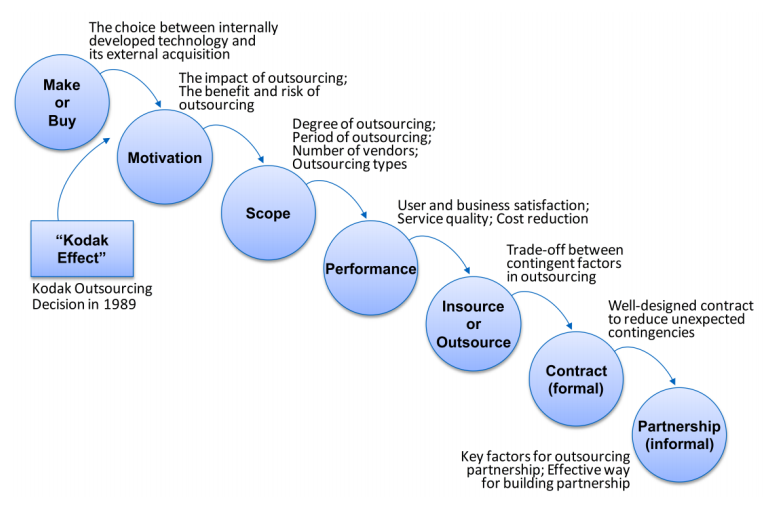 The choice between internally
developed technology and
its external acquisition
Make
or
Buy
The impact of outsourcing;
The benefit and risk of
outsourcing
Motivation
Degree of outsourcing;
Period of outsourcing;
Number of vendors;
Outsourcing types
Scope
“Kodak
Effect”
Kodak Outsourcing
Decision in 1989
User and business satisfaction;
Service quality; Cost reduction
Performance
Trade-off between
contingent factors
in outsourcing
Insource
or
Outsource
Well-designed contract
to reduce unexpected
contingencies
Contract
(formal)
Partnership
(informal)
Key factors for outsourcing
partnership; Effective way
for building partnership